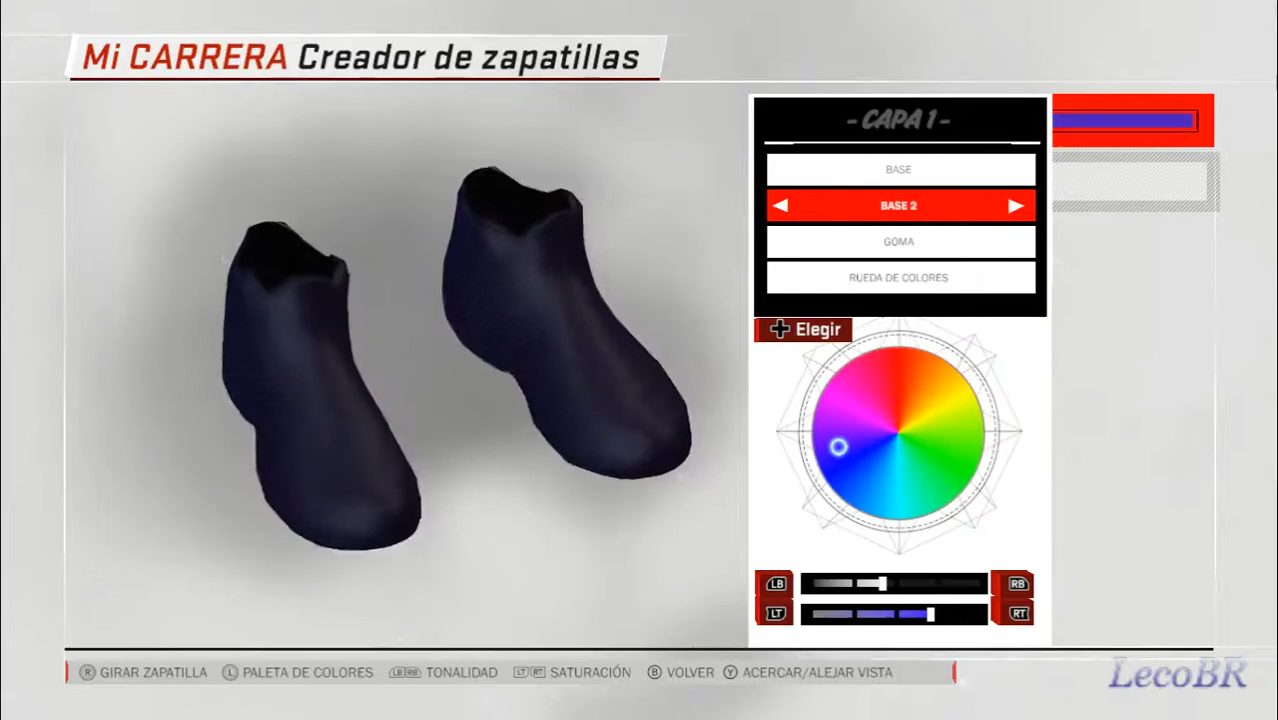 Mi CARRERA Creador de zapatillas
- CAPA 1 -
BASE
BASE 2
GOMA
RUEDA DE COLORES
Elegir
LB RB
LT RT
R GIRAR ZAPATILLA L PALETA DE COLORES LB RB TONALIDAD LT RT SATURACIÓN B VOLVER Y ACERCAR/ALEJAR VISTA
LecoBR